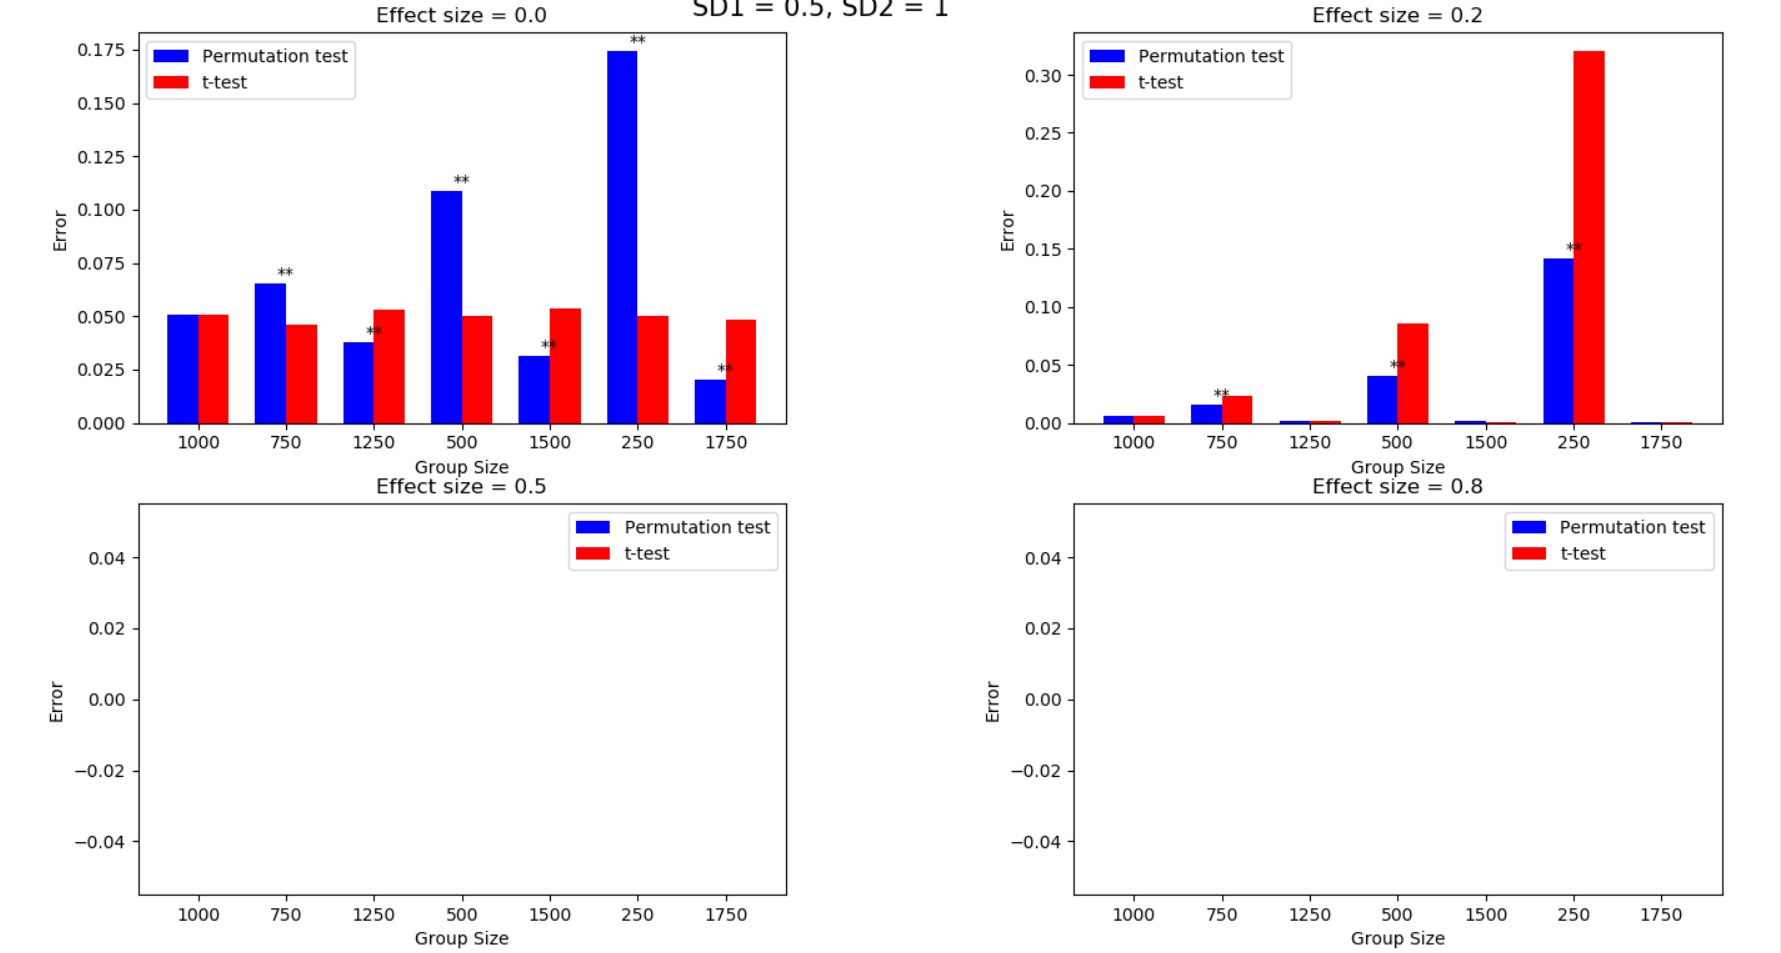 SD1 = 0.5, SD2 = 1
Effect size = 0.0
0.175
0.150
0.125
0.100
0.075
0.050
0.025
0.000
Error
Permutation test
t-test
**
**
**
**
**
**
1000 750 1250 500 1500 250 1750
Group Size
Effect size = 0.2
0.30
0.25
0.20
0.15
0.10
0.05
0.00
Error
Permutation test
t-test
**
**
**
1000 750 1250 500 1500 250 1750
Group Size
Effect size = 0.5
0.04
0.02
0.00
−0.02
−0.04
Error
Permutation test
t-test
1000 750 1250 500 1500 250 1750
Group Size
Effect size = 0.8
0.04
0.02
0.00
−0.02
−0.04
Error
Permutation test
t-test
1000 750 1250 500 1500 250 1750
Group Size